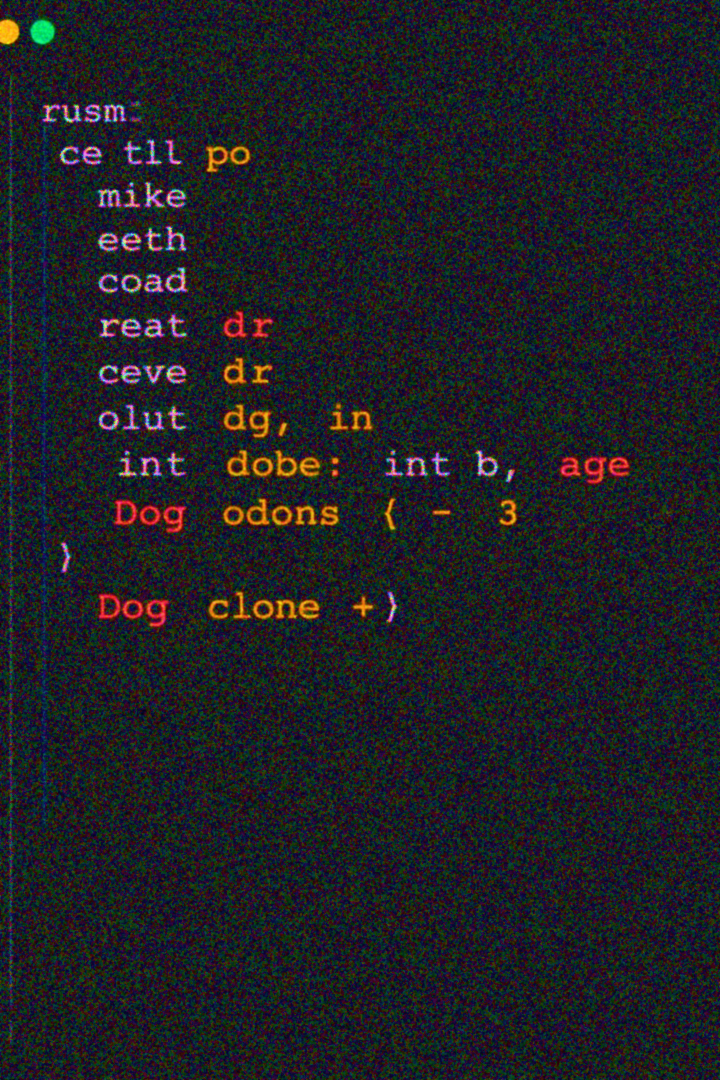 rusm
ce tll po
mike
eeth
coad
reat dr
ceve dr
olut dg, in
int dobe: int b, age
Dog odons { - 3
}
Dog clone +}